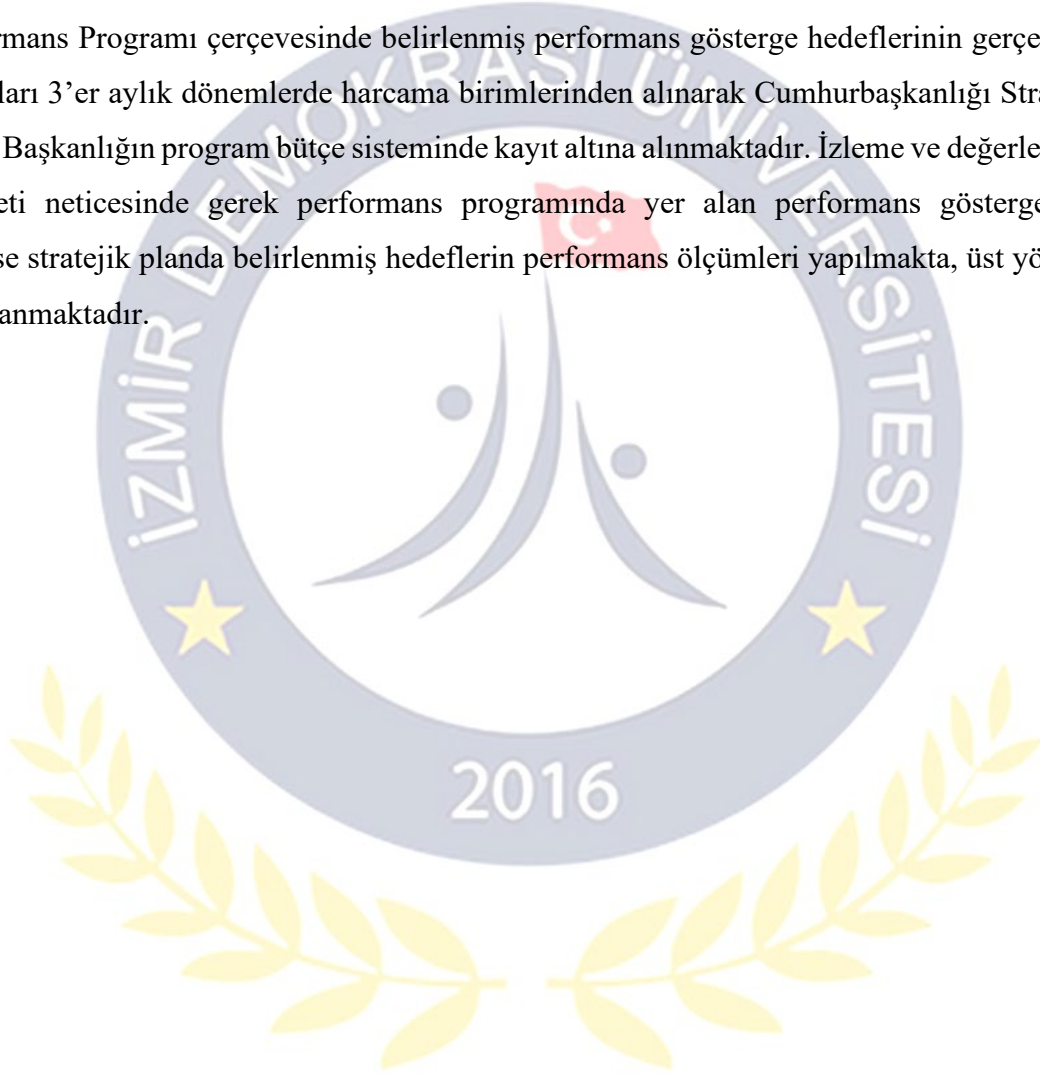 rmans Programı çerçevesinde belirlenmiş performans gösterge hedeflerinin gerçe
ları 3’er aylık dönemlerde harcama birimlerinden alınarak Cumhurbaşkanlığı Stra
Başkanlığın program bütçe sisteminde kayıt altına alınmaktadır. İzleme ve değerle
eti neticesinde gerek performans programında yer alan performans gösterge
se stratejik planda belirlenmiş hedeflerin performans ölçümleri yapılmakta, üst yö
anmaktadır.
İZMİR DEMOKRASİ ÜNİVERSİTESİ
2016